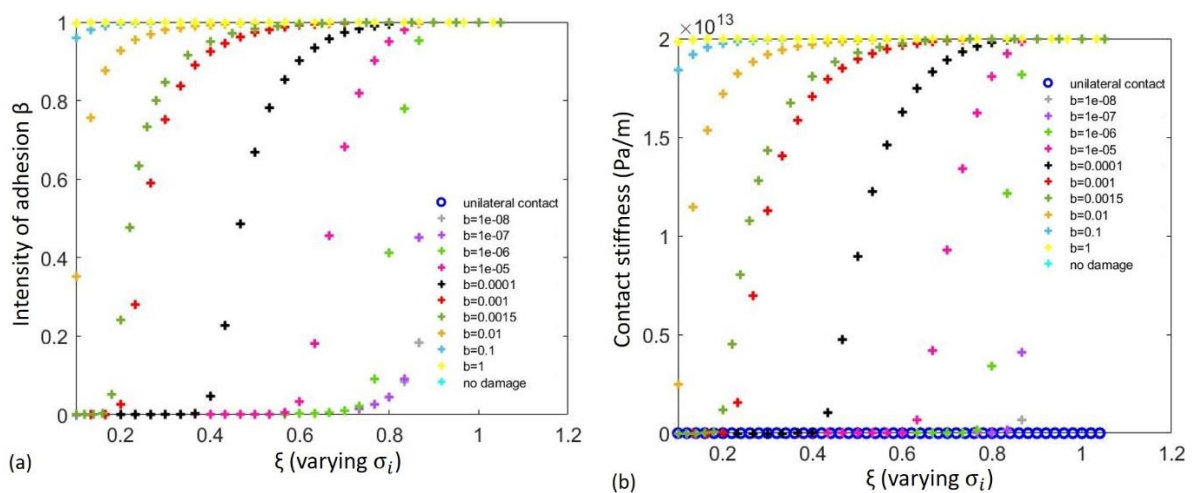 Intensity of adhesion β
1
0.8
0.6
0.4
0.2
0
0.2
0.4
0.6
0.8
1
1.2
ξ (varying σᵢ)
(a)
unilateral contact
b=1e-08
b=1e-07
b=1e-06
b=1e-05
b=0.0001
b=0.001
b=0.0015
b=0.01
b=0.1
b=1
no damage
×10¹³
Contact stiffness (Pa/m)
2
1.5
1
0.5
0
0.2
0.4
0.6
0.8
1
1.2
ξ (varying σᵢ)
(b)
unilateral contact
b=1e-08
b=1e-07
b=1e-06
b=1e-05
b=0.0001
b=0.001
b=0.0015
b=0.01
b=0.1
b=1
no damage